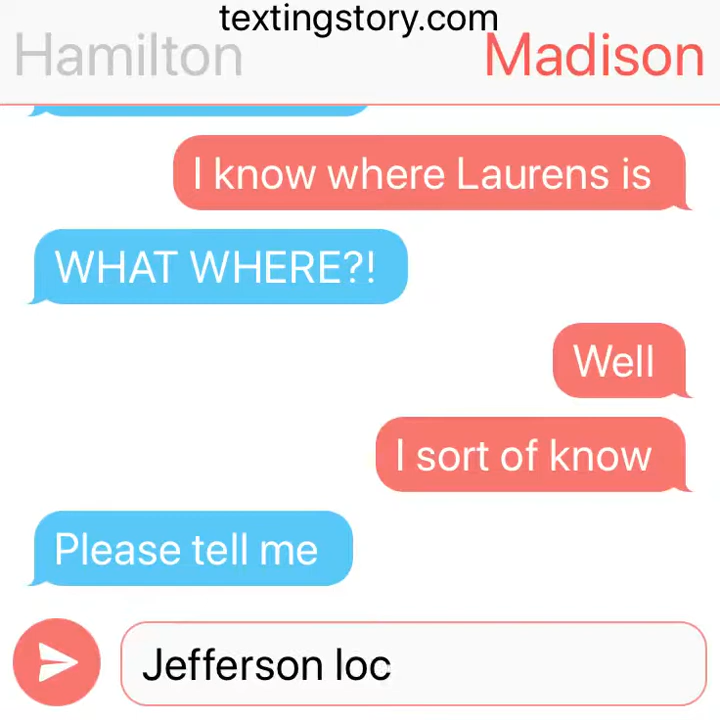 textingstory.com
Hamilton
Madison
I know where Laurens is
WHAT WHERE?!
Well
I sort of know
Please tell me
Jefferson loc